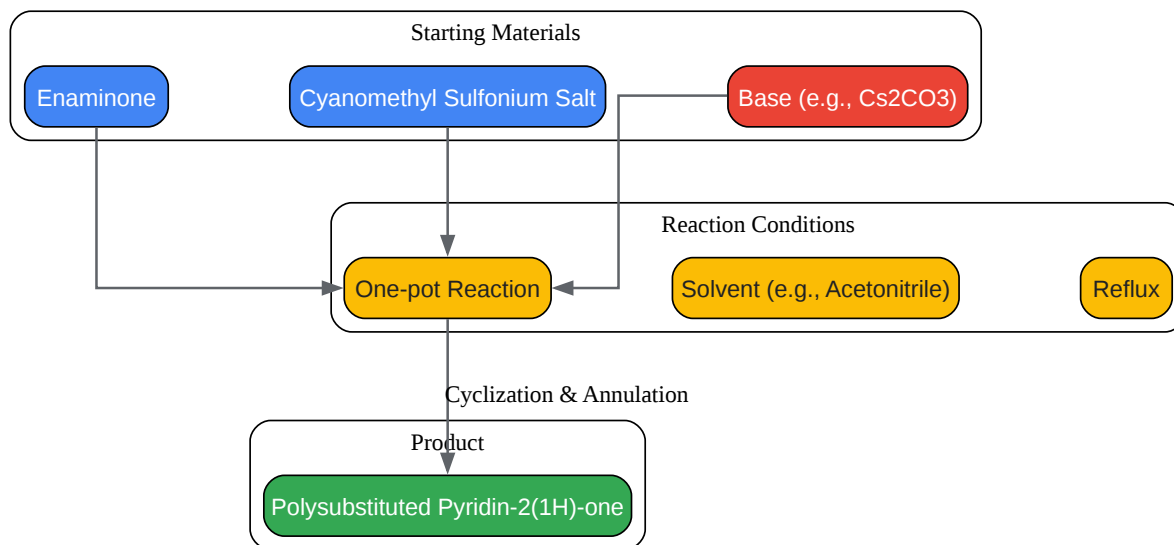 Starting Materials
Enaminone
Cyanomethyl Sulfonium Salt
Base (e.g., Cs2CO3)
Reaction Conditions
One-pot Reaction
Solvent (e.g., Acetonitrile)
Reflux
Cyclization & Annulation
Product
Polysubstituted Pyridin-2(1H)-one